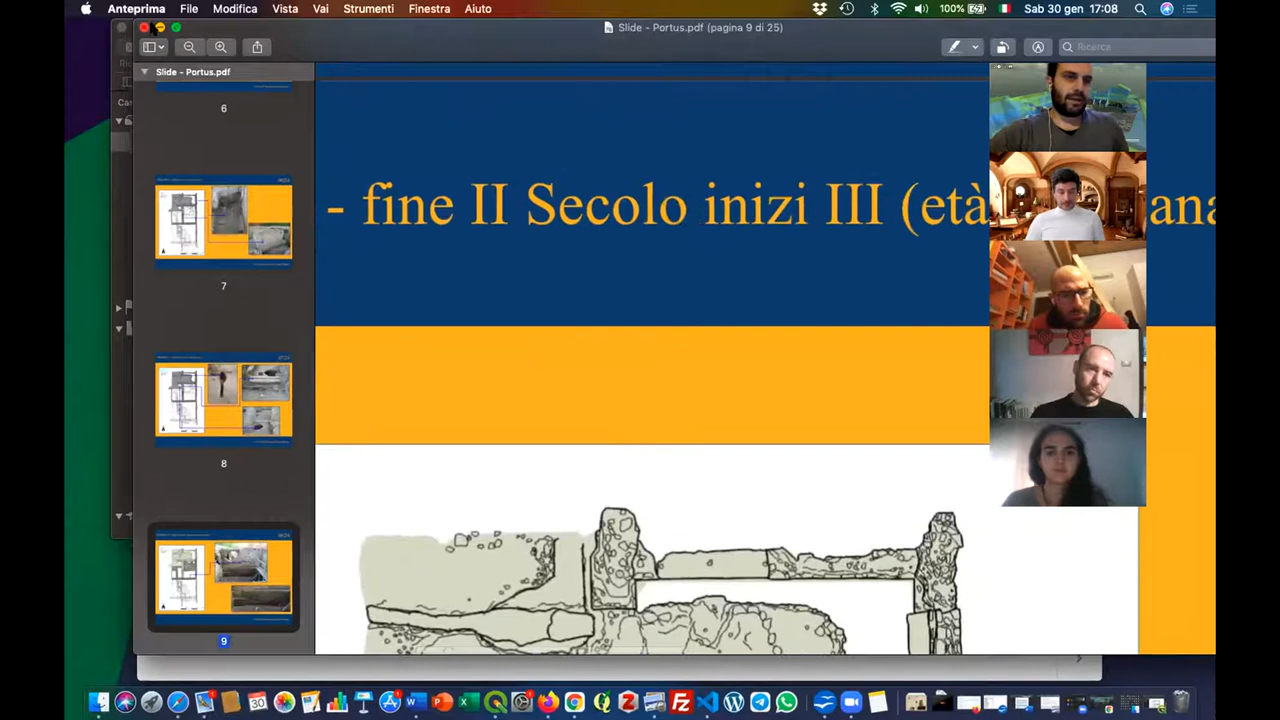 Anteprima File Modifica Vista Vai Strumenti Finestra Aiuto 100% Sab 30 gen 17:08
Slide - Portus.pdf (pagina 9 di 25)
Ricerca
Slide - Portus.pdf
6
7
8
9
- fine II Secolo inizi III (età
30